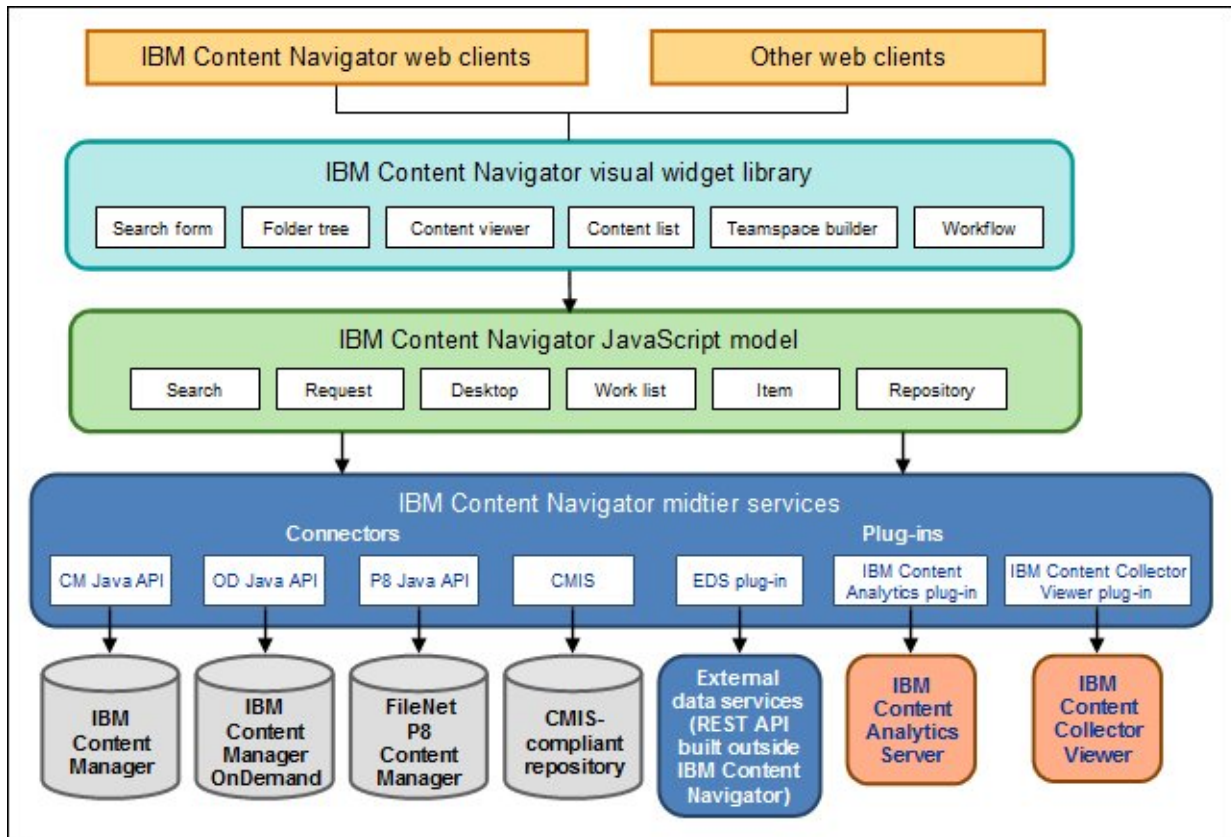 IBM Content Navigator web clients
Other web clients
IBM Content Navigator visual widget library
Search form
Folder tree
Content viewer
Content list
Teamspace builder
Workflow
IBM Content Navigator JavaScript model
Search
Request
Desktop
Work list
Item
Repository
IBM Content Navigator midtier services
Connectors
Plug-ins
CM Java API
OD Java API
P8 Java API
CMIS
EDS plug-in
IBM Content
Analytics plug-in
IBM Content Collector
Viewer plug-in
IBM
Content
Manager
IBM
Content
Manager
OnDemand
FileNet
P8
Content
Manager
CMIS-
compliant
repository
External
data services
(REST API
built outside
IBM Content
Navigator)
IBM
Content
Analytics
Server
IBM
Content
Collector
Viewer